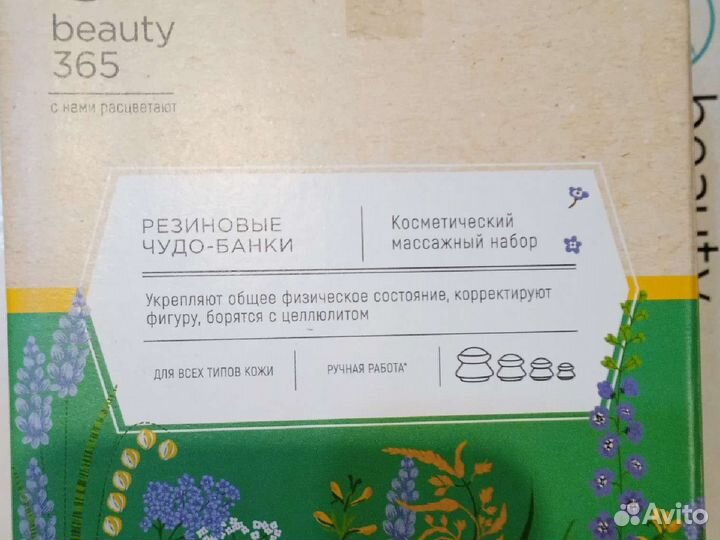 beauty
365
с нами расцветают
РЕЗИНОВЫЕ
ЧУДО-БАНКИ
Косметический
массажный набор
Укрепляют общее физическое состояние, корректируют
фигуру, борятся с целлюлитом
ДЛЯ ВСЕХ ТИПОВ КОЖИ
РУЧНАЯ РАБОТА*
beauty
Avito